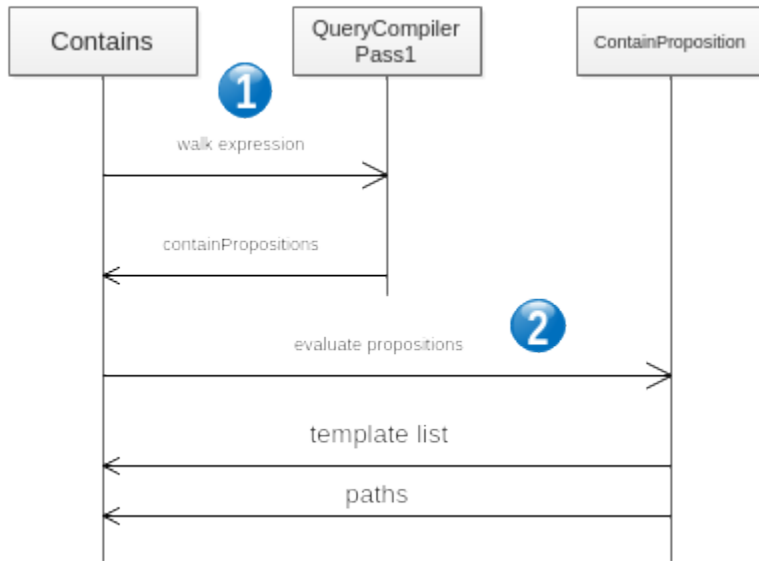 Contains
QueryCompiler
Pass1
ContainProposition
1
walk expression
containPropositions
2
evaluate propositions
template list
paths